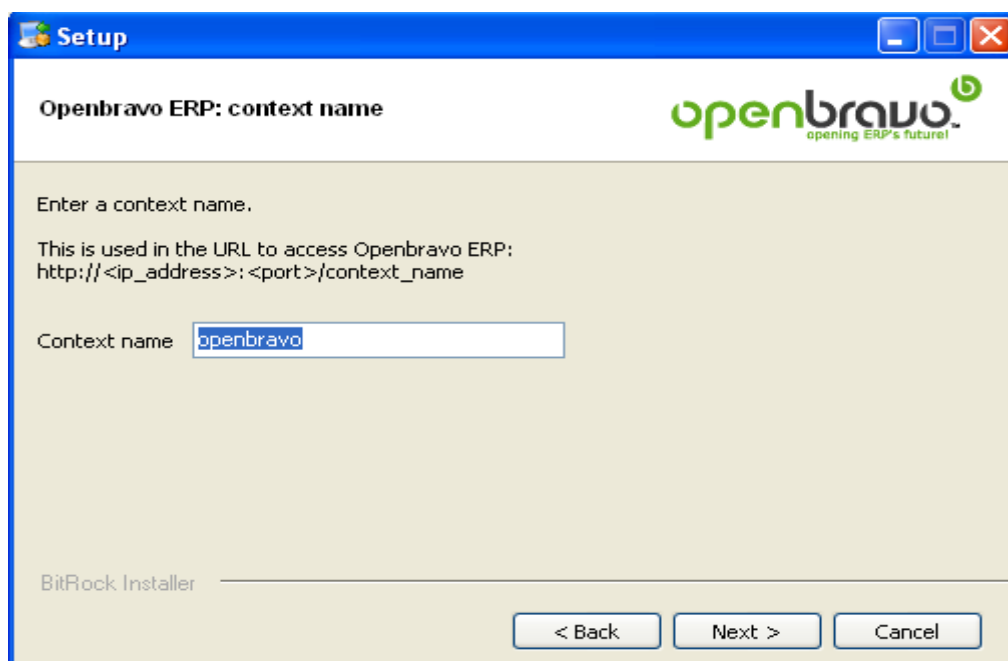 Setup
Openbravo ERP: context name
openbravo™
opening ERP's future!
Enter a context name.
This is used in the URL to access Openbravo ERP:
http://<ip_address>:<port>/context_name
Context name openbravo
BitRock Installer
< Back Next > Cancel